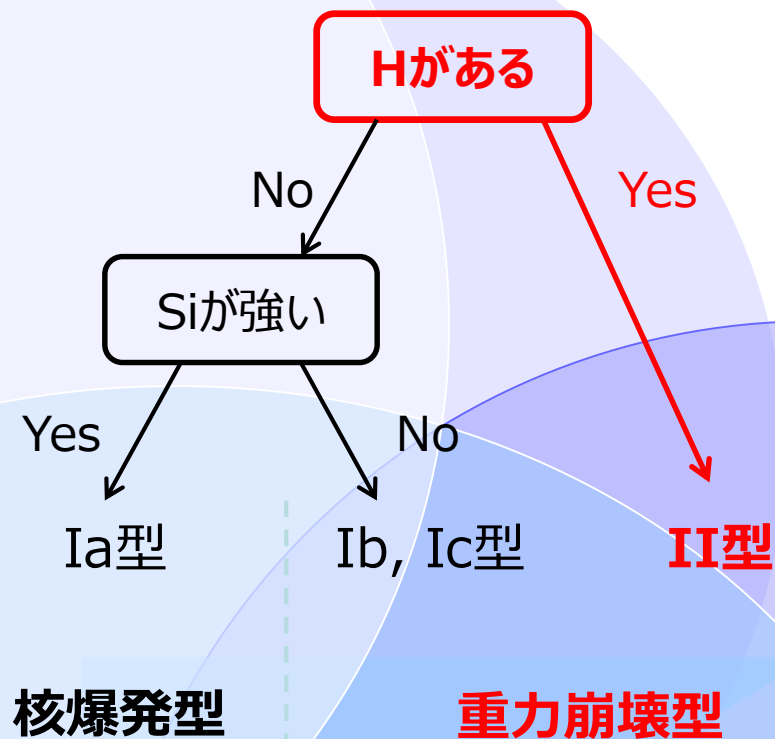 Hがある
No
Yes
Siが強い
Yes
No
Ia型
Ib, Ic型
II型
核爆発型
重力崩壊型